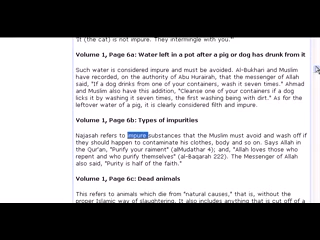 "It (the cat) is not impure. They intermingle with you."
Volume 1, Page 6a: Water left in a pot after a pig or dog has drunk from it
Such water is considered impure and must be avoided. Al-Bukhari and Muslim
have recorded, on the authority of Abu Hurairah, that the messenger of Allah
said, "If a dog drinks from one of your containers, wash it seven times."
Ahmad and Muslim also have this addition, "Cleanse one of your containers if a dog
licks it by washing it seven times, the first washing being with dirt." As for the
leftover water of a pig, it is clearly considered filth and impure.
Volume 1, Page 6b: Types of impurities
Najasah refers to impure substances that the Muslim must avoid and wash off if
they should happen to contaminate his clothes, body and so on. Says Allah in
the Qur'an, "Purify your raiment" (alMudathar 4); and, "Allah loves those who
repent and who purify themselves" (al-Baqarah 222). The Messenger of Allah
also said, "Purity is half of the faith."
Volume 1, Page 6c: Dead animals
This refers to animals which die from "natural causes," that is, without the
proper Islamic way of slaughtering. It also includes anything that is cut off of a